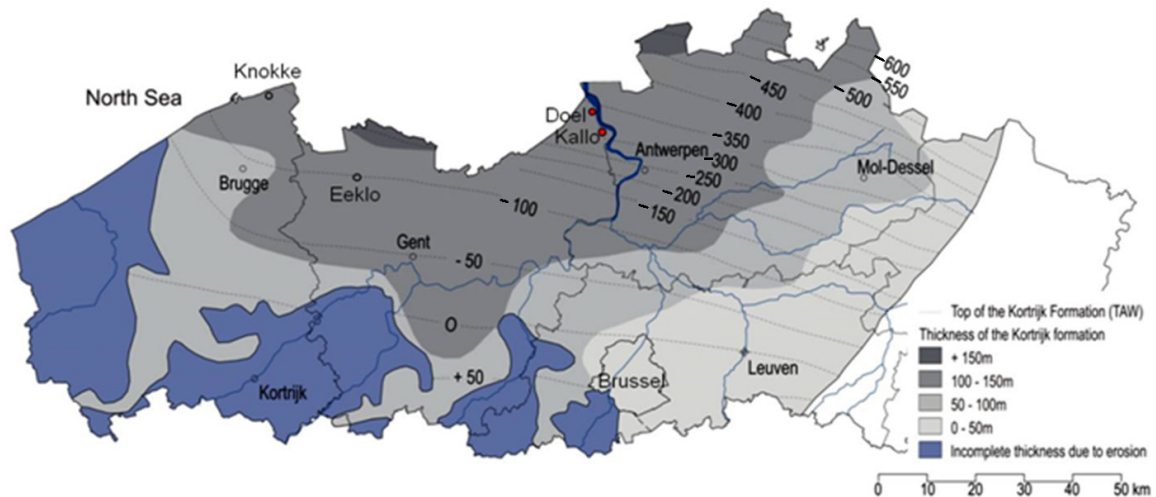 Knokke
North Sea
Brugge
Eeklo
Gent
Doel
Kallo
Antwerpen
Mol-Dessel
Kortrijk
Brussel
Leuven
-600
-550
-500
-450
-400
-350
-300
-250
-200
-150
-100
- 50
0
+ 50
Top of the Kortrijk Formation (TAW)
Thickness of the Kortrijk formation
+ 150m
100 - 150m
50 - 100m
0 - 50m
Incomplete thickness due to erosion
0 10 20 30 40 50 km